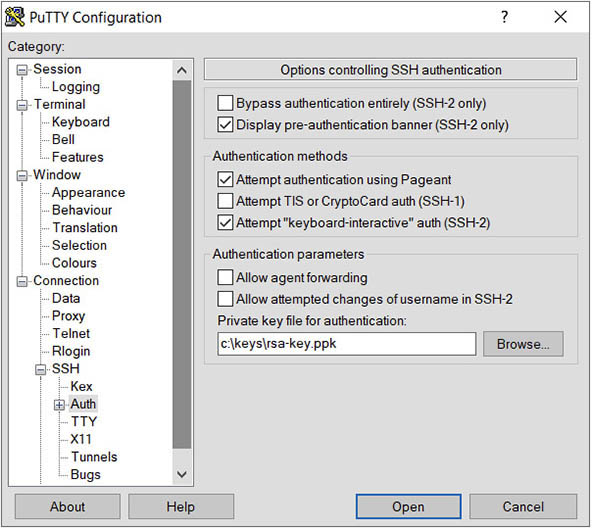 PuTTY Configuration
Category:
Session
Logging
Terminal
Keyboard
Bell
Features
Window
Appearance
Behaviour
Translation
Selection
Colours
Connection
Data
Proxy
Telnet
Rlogin
SSH
Kex
Auth
TTY
X11
Tunnels
Bugs
Options controlling SSH authentication
Bypass authentication entirely (SSH-2 only)
Display pre-authentication banner (SSH-2 only)
Authentication methods
Attempt authentication using Pageant
Attempt TIS or CryptoCard auth (SSH-1)
Attempt "keyboard-interactive" auth (SSH-2)
Authentication parameters
Allow agent forwarding
Allow attempted changes of username in SSH-2
Private key file for authentication:
c:\keys\rsa-key.ppk
Browse...
About
Help
Open
Cancel